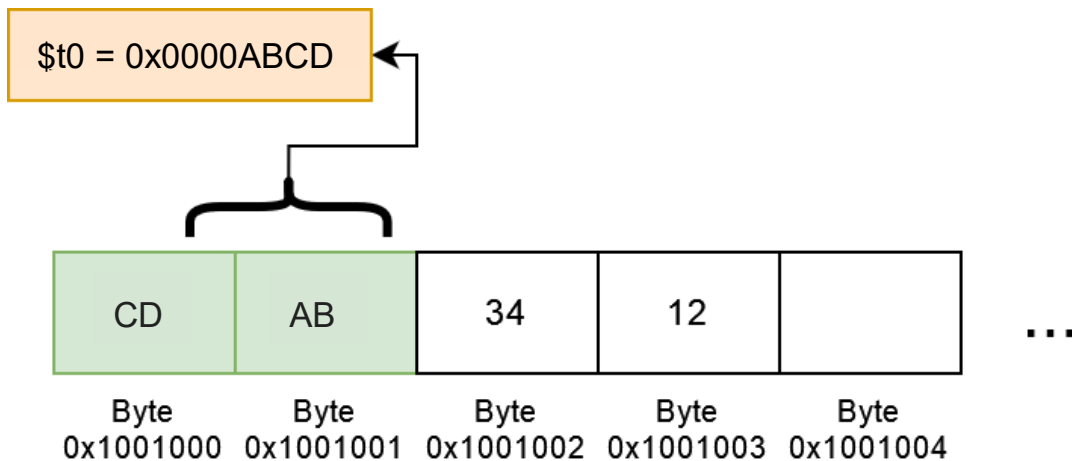 $t0 = 0x0000ABCD
CD AB 34 12 ...
Byte Byte Byte Byte Byte
0x1001000 0x1001001 0x1001002 0x1001003 0x1001004